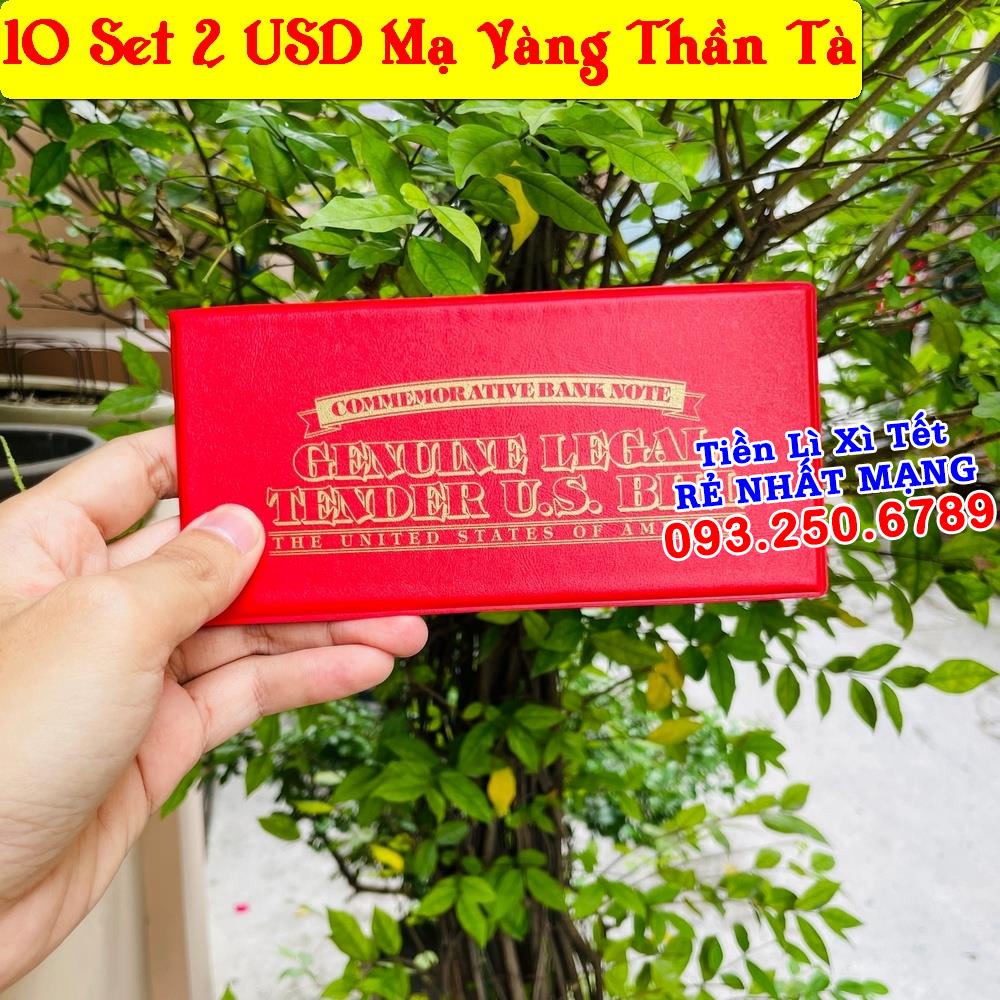 10 Set 2 USD Mạ Vàng Thần Tà
COMMEMORATIVE BANK NOTE
GENUINE LEGAL
TENDER U.S.
THE UNITED STATES OF
Tiền Lì Xì Tết
RẺ NHẤT MẠNG
093.250.6789